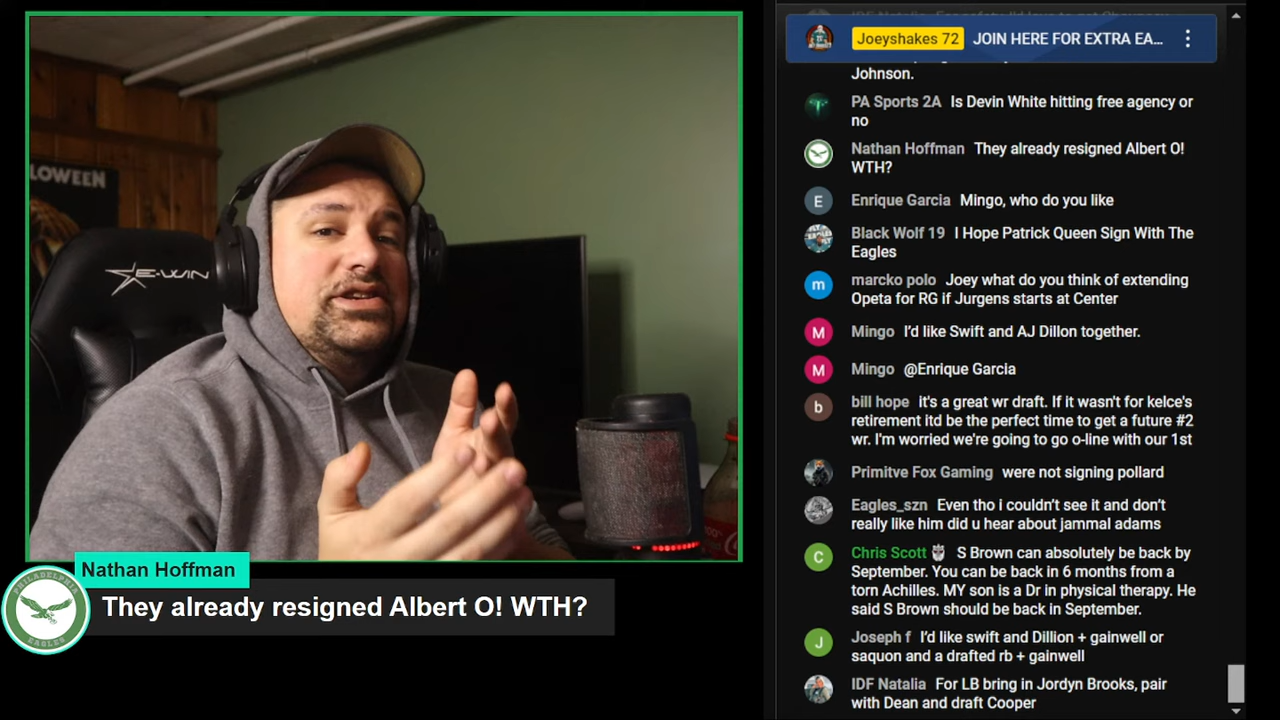 LOWEEN
E-WIN
Nathan Hoffman
They already resigned Albert O! WTH?
PHILADELPHIA
EAGLES
Joeyshakes 72 JOIN HERE FOR EXTRA EA...
Johnson.
PA Sports 2A Is Devin White hitting free agency or
no
Nathan Hoffman They already resigned Albert O!
WTH?
E
Enrique Garcia Mingo, who do you like
Black Wolf 19 I Hope Patrick Queen Sign With The
Eagles
m
marcko polo Joey what do you think of extending
Opeta for RG if Jurgens starts at Center
M
Mingo I'd like Swift and AJ Dillon together.
M
Mingo @Enrique Garcia
b
bill hope it's a great wr draft. If it wasn't for kelce's
retirement itd be the perfect time to get a future #2
wr. I'm worried we're going to go o-line with our 1st
Primitve Fox Gaming were not signing pollard
Eagles_szn Even tho i couldn't see it and don't
really like him did u hear about jammal adams
C
Chris Scott S Brown can absolutely be back by
September. You can be back in 6 months from a
torn Achilles. MY son is a Dr in physical therapy. He
said S Brown should be back in September.
J
Joseph f I'd like swift and Dillion + gainwell or
saquon and a drafted rb + gainwell
IDF Natalia For LB bring in Jordyn Brooks, pair
with Dean and draft Cooper